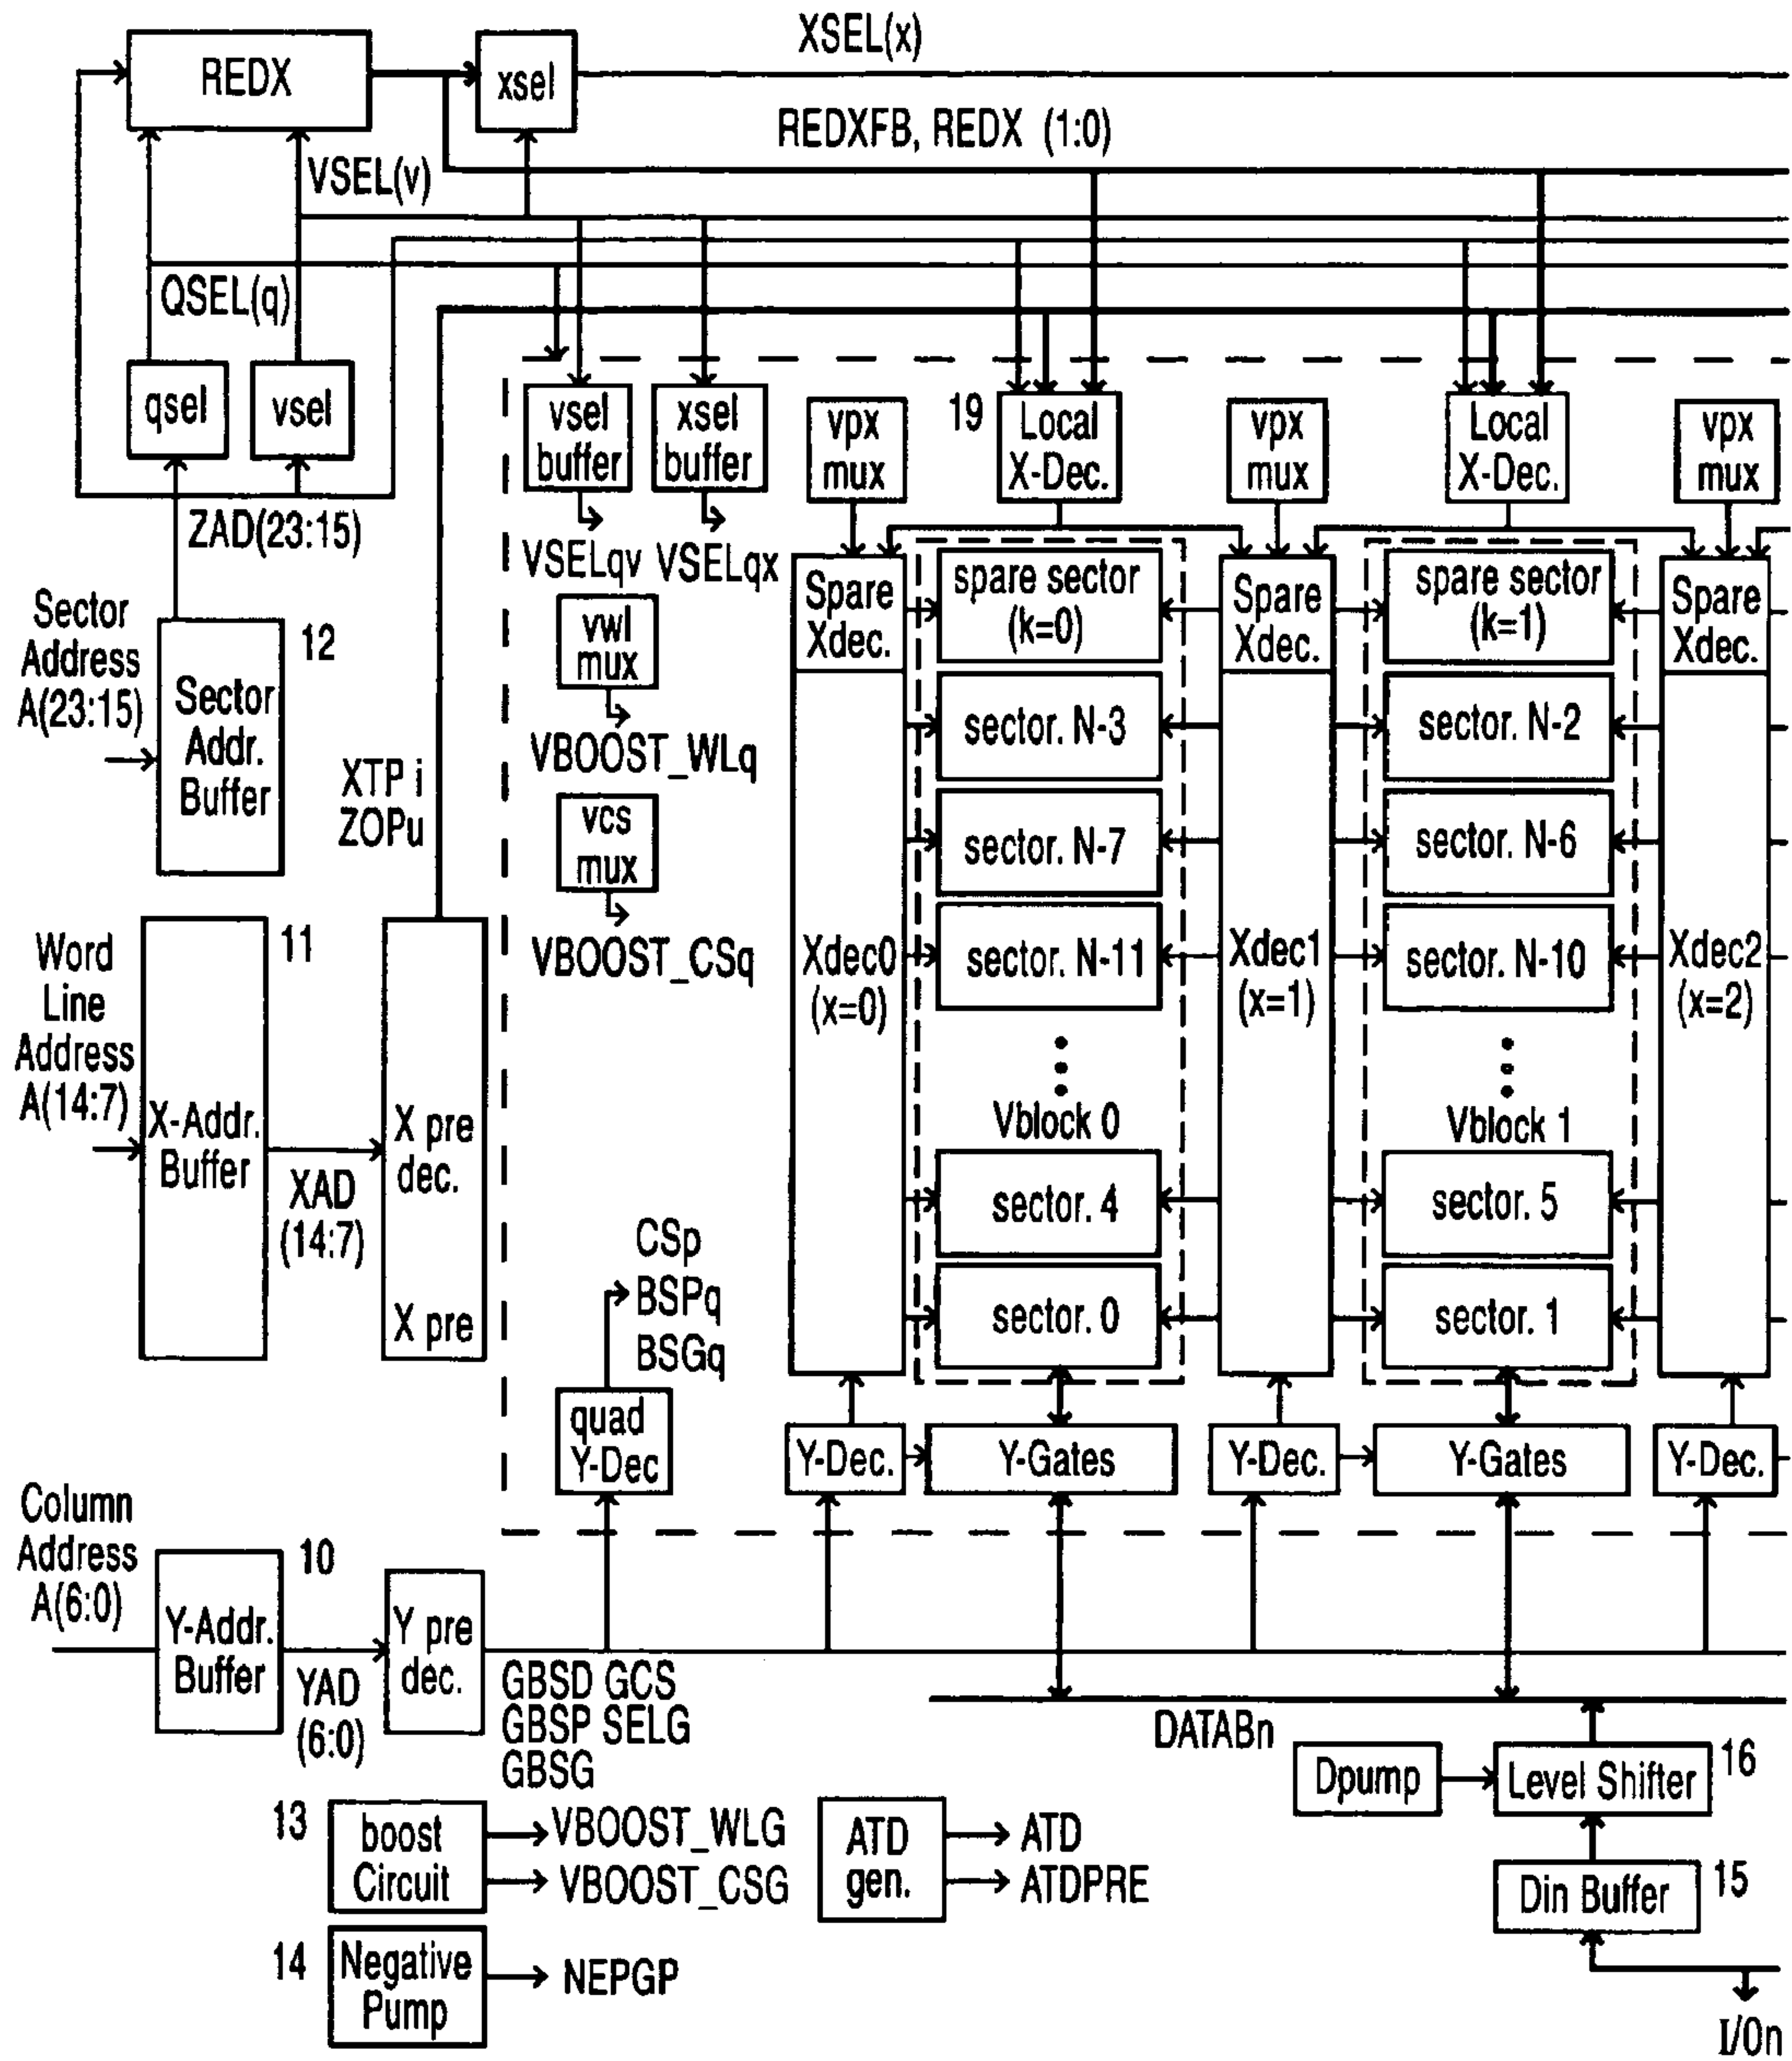 XSEL(x)
REDX
xsel
REDXFB, REDX (1:0)
VSEL(v)
QSEL(q)
qsel
vsel
vsel
buffer
xsel
buffer
vpx
mux
19
Local
X-Dec.
vpx
mux
Local
X-Dec.
vpx
mux
ZAD(23:15)
VSELqv
VSELqx
Sector
Address
A(23:15)
12
Sector
Addr.
Buffer
vwl
mux
VBOOST_WLq
XTP i
ZOPu
vcs
mux
VBOOST_CSq
Spare
Xdec.
spare sector
(k=0)
Spare
Xdec.
spare sector
(k=1)
Spare
Xdec.
sector. N-3
sector. N-2
sector. N-7
sector. N-6
Xdec0
(x=0)
sector. N-11
Xdec1
(x=1)
sector. N-10
Xdec2
(x=2)
Vblock 0
Vblock 1
sector. 4
sector. 5
sector. 0
sector. 1
Word
Line
Address
A(14:7)
11
X-Addr.
Buffer
XAD
(14:7)
X pre
dec.
X pre
CSp
BSPq
BSGq
quad
Y-Dec
Y-Dec.
Y-Gates
Y-Dec.
Y-Gates
Y-Dec.
Column
Address
A(6:0)
10
Y-Addr.
Buffer
YAD
(6:0)
Y pre
dec.
GBSD GCS
GBSP SELG
GBSG
DATABn
Dpump
Level Shifter
16
13
boost
Circuit
VBOOST_WLG
VBOOST_CSG
ATD
gen.
ATD
ATDPRE
Din Buffer
15
14
Negative
Pump
NEPGP
I/On